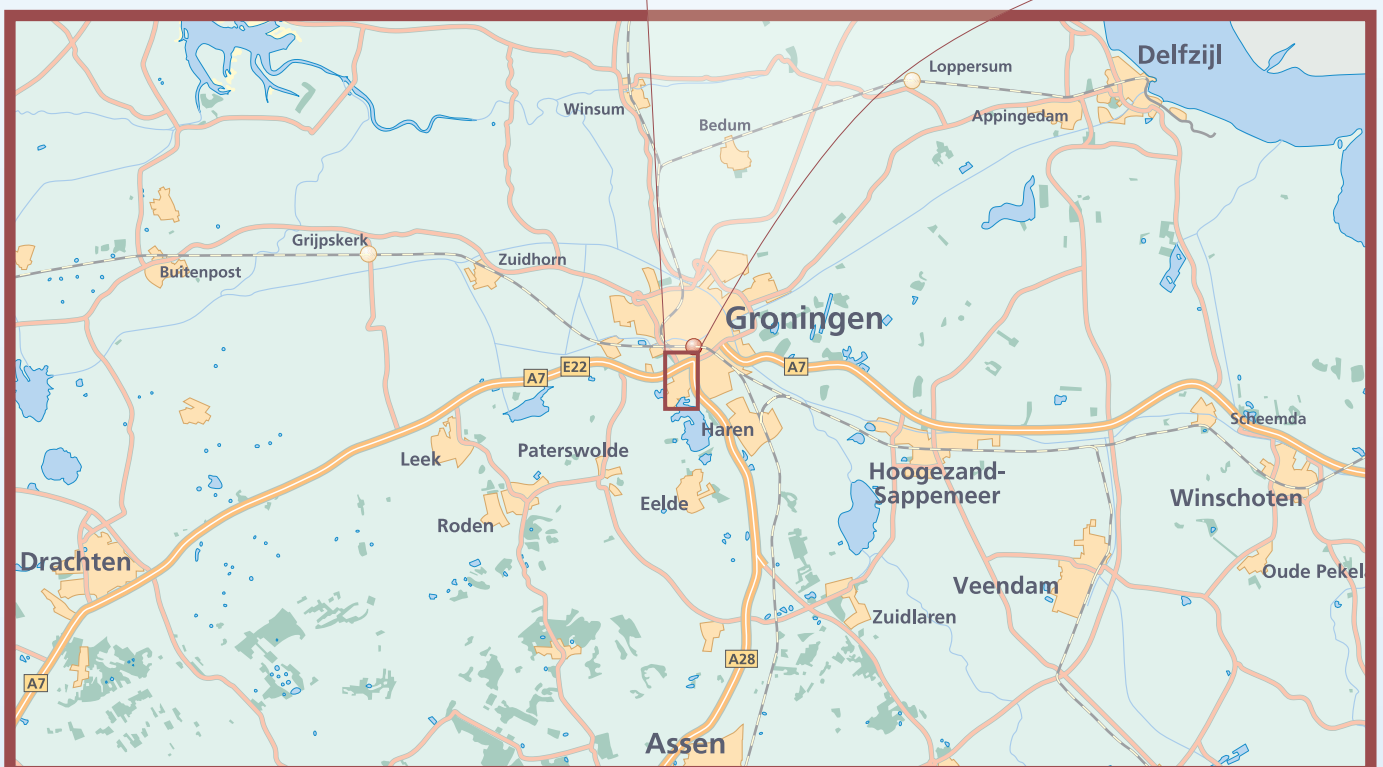 Delfzijl
Loppersum
Winsum
Appingedam
Bedum
Grijpskerk
Zuidhorn
Buitenpost
Groningen
E22
A7
A7
Scheemda
Haren
Paterswolde
Leek
Hoogezand-
Sappemeer
Winschoten
Eelde
Roden
Drachten
Oude Pekel
Veendam
Zuidlaren
A28
A7
Assen